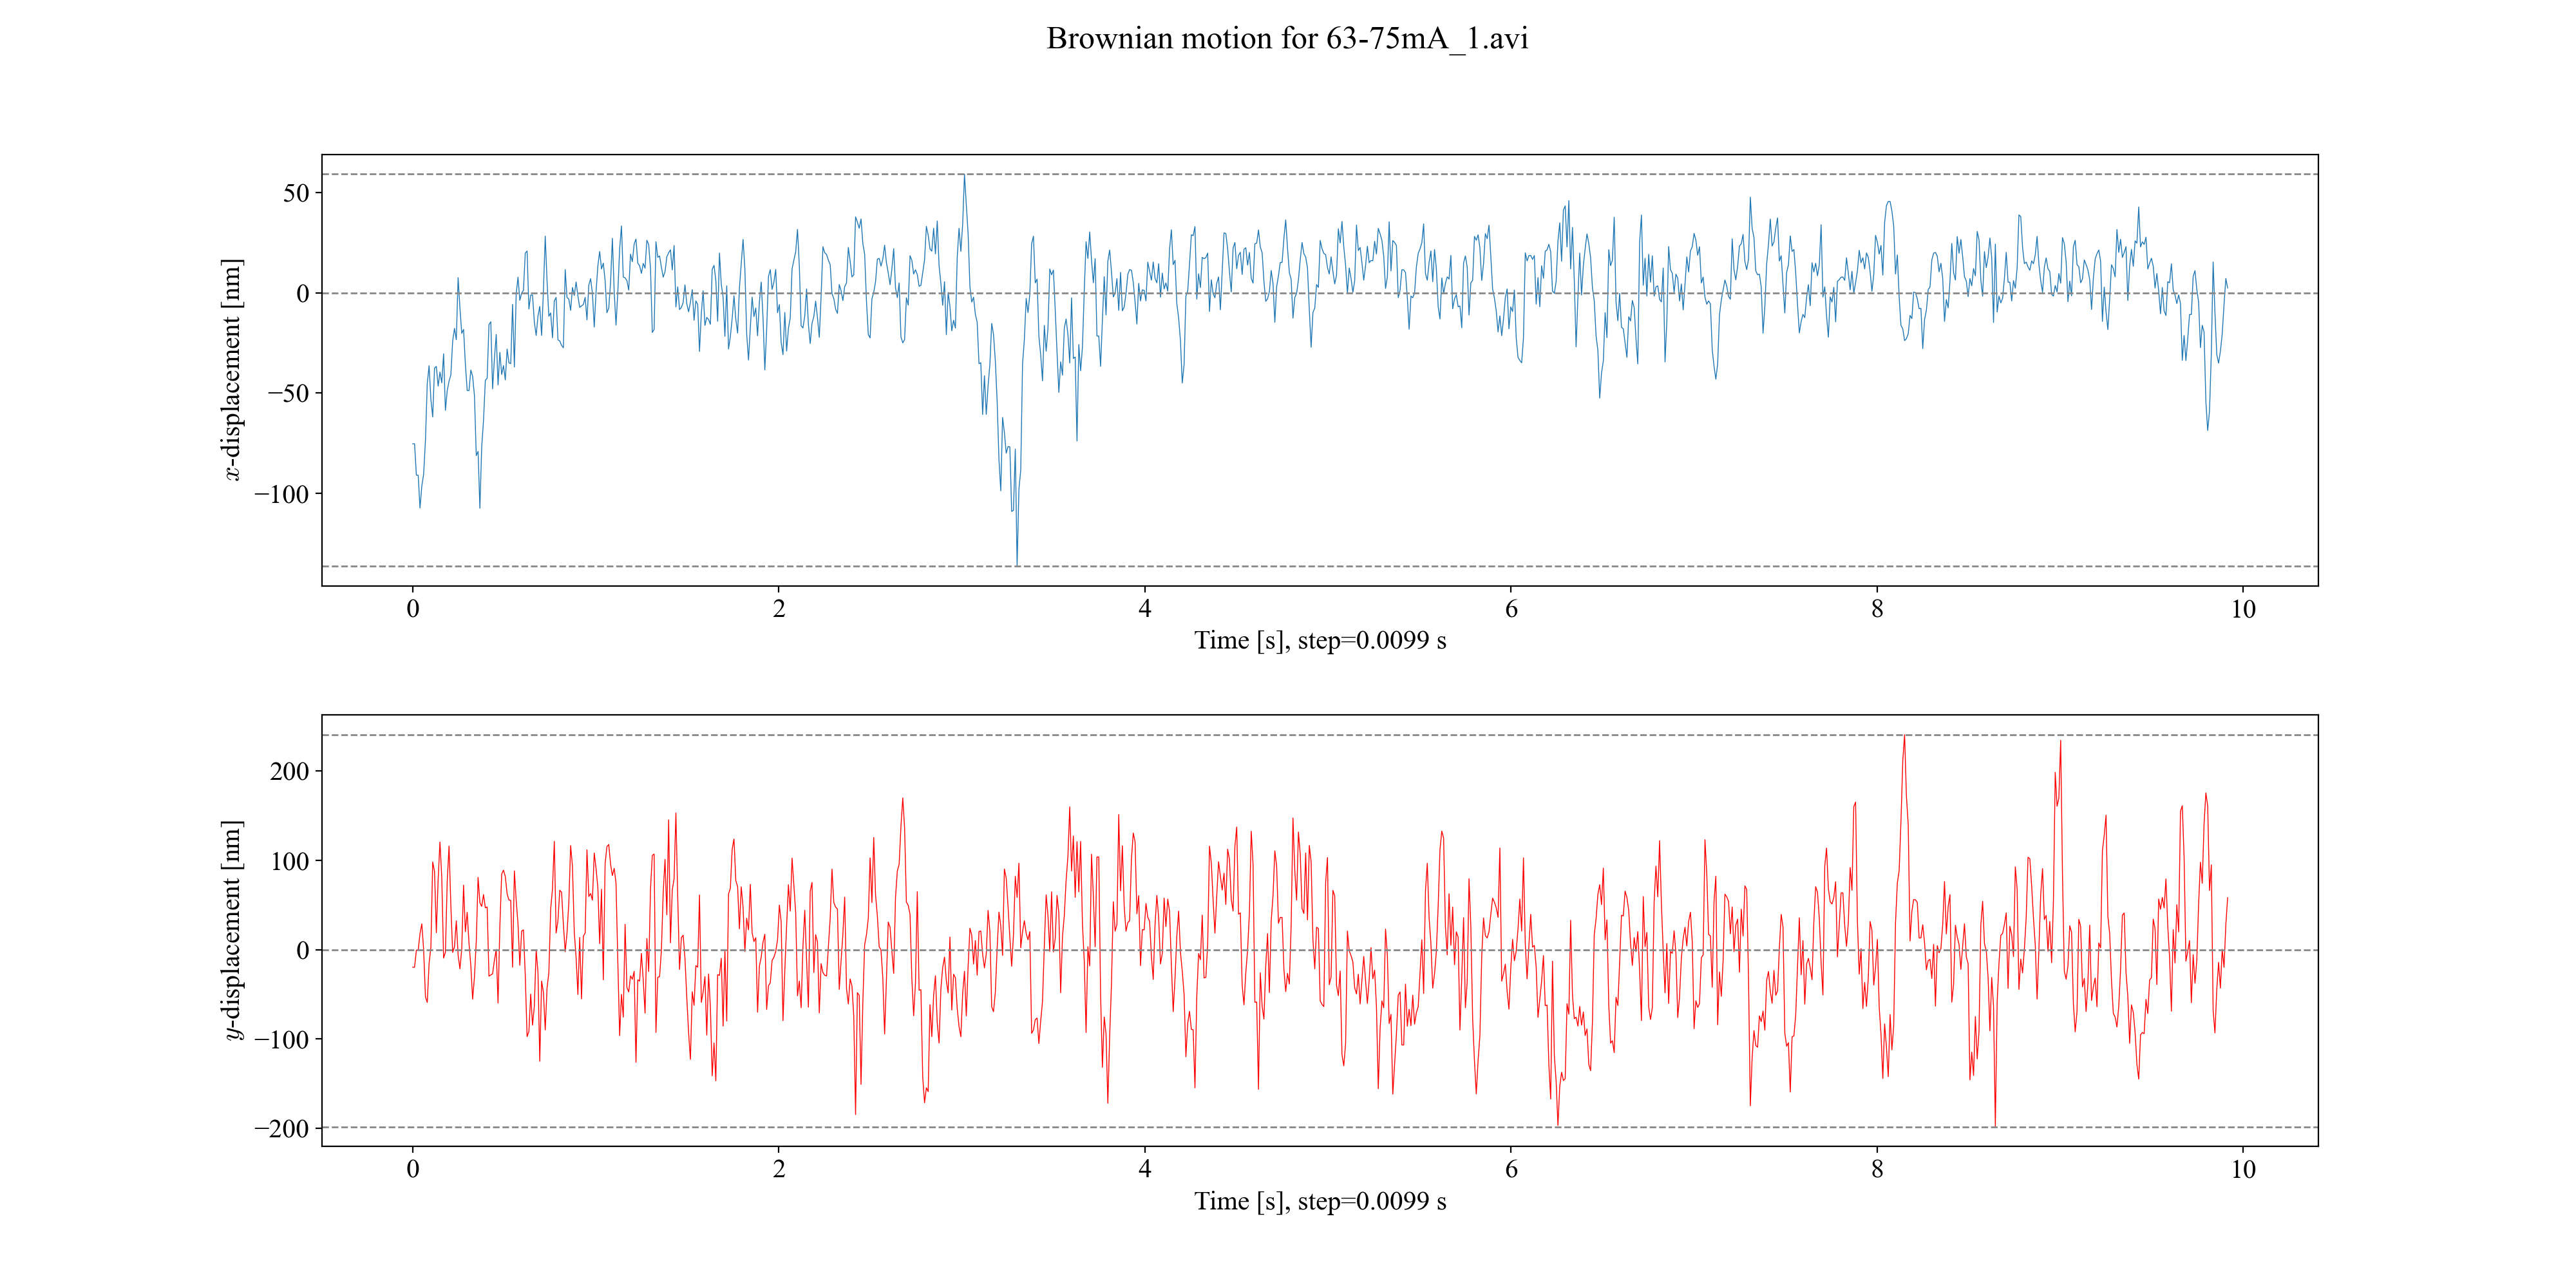 Brownian motion for 63-75mA_1.avi
x-displacement [nm]
50
0
−50
−100
0 2 4 6 8 10
Time [s], step=0.0099 s
y-displacement [nm]
200
100
0
−100
−200
0 2 4 6 8 10
Time [s], step=0.0099 s